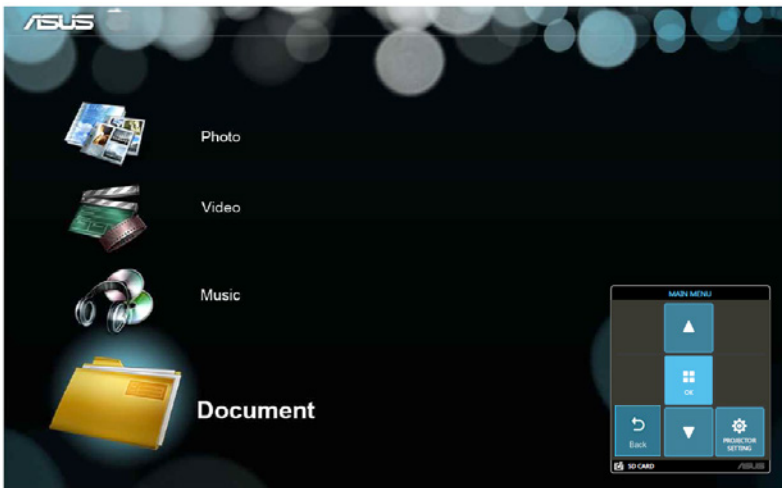 ASUS
Photo
Video
Music
Document
MAIN MENU
OK
Back
PROJECTOR
SETTING
SD CARD
ASUS